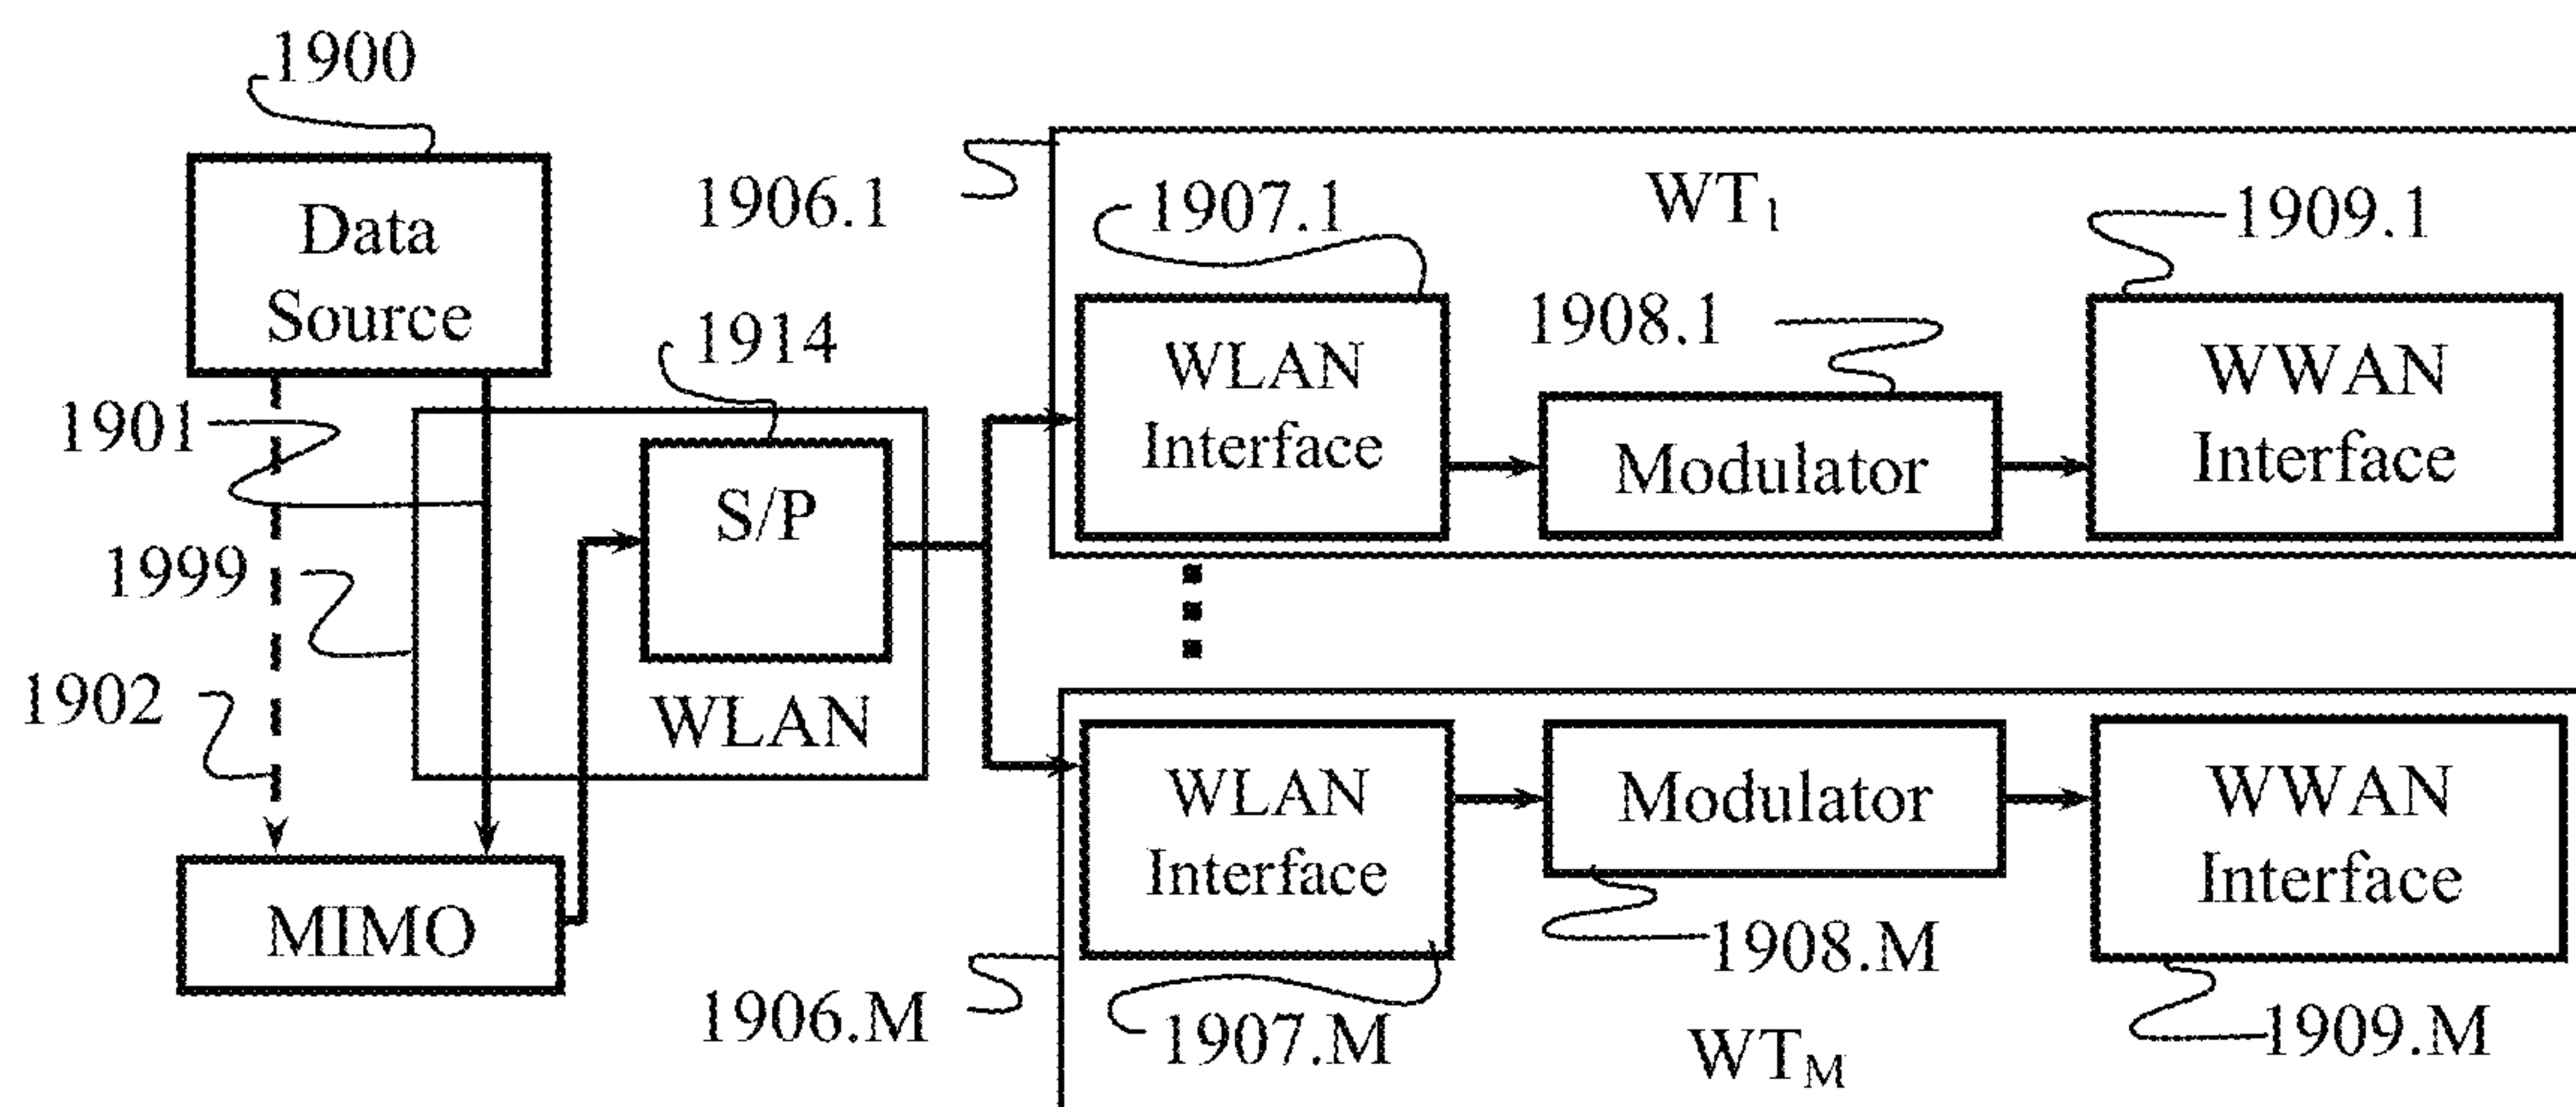 1900
Data
Source
1901
1999
1902
MIMO
1914
S/P
WLAN
1906.1
1907.1
WT1
1909.1
1908.1
WLAN
Interface
Modulator
WWAN
Interface
WLAN
Interface
Modulator
WWAN
Interface
1906.M
1907.M
1908.M
WTM
1909.M